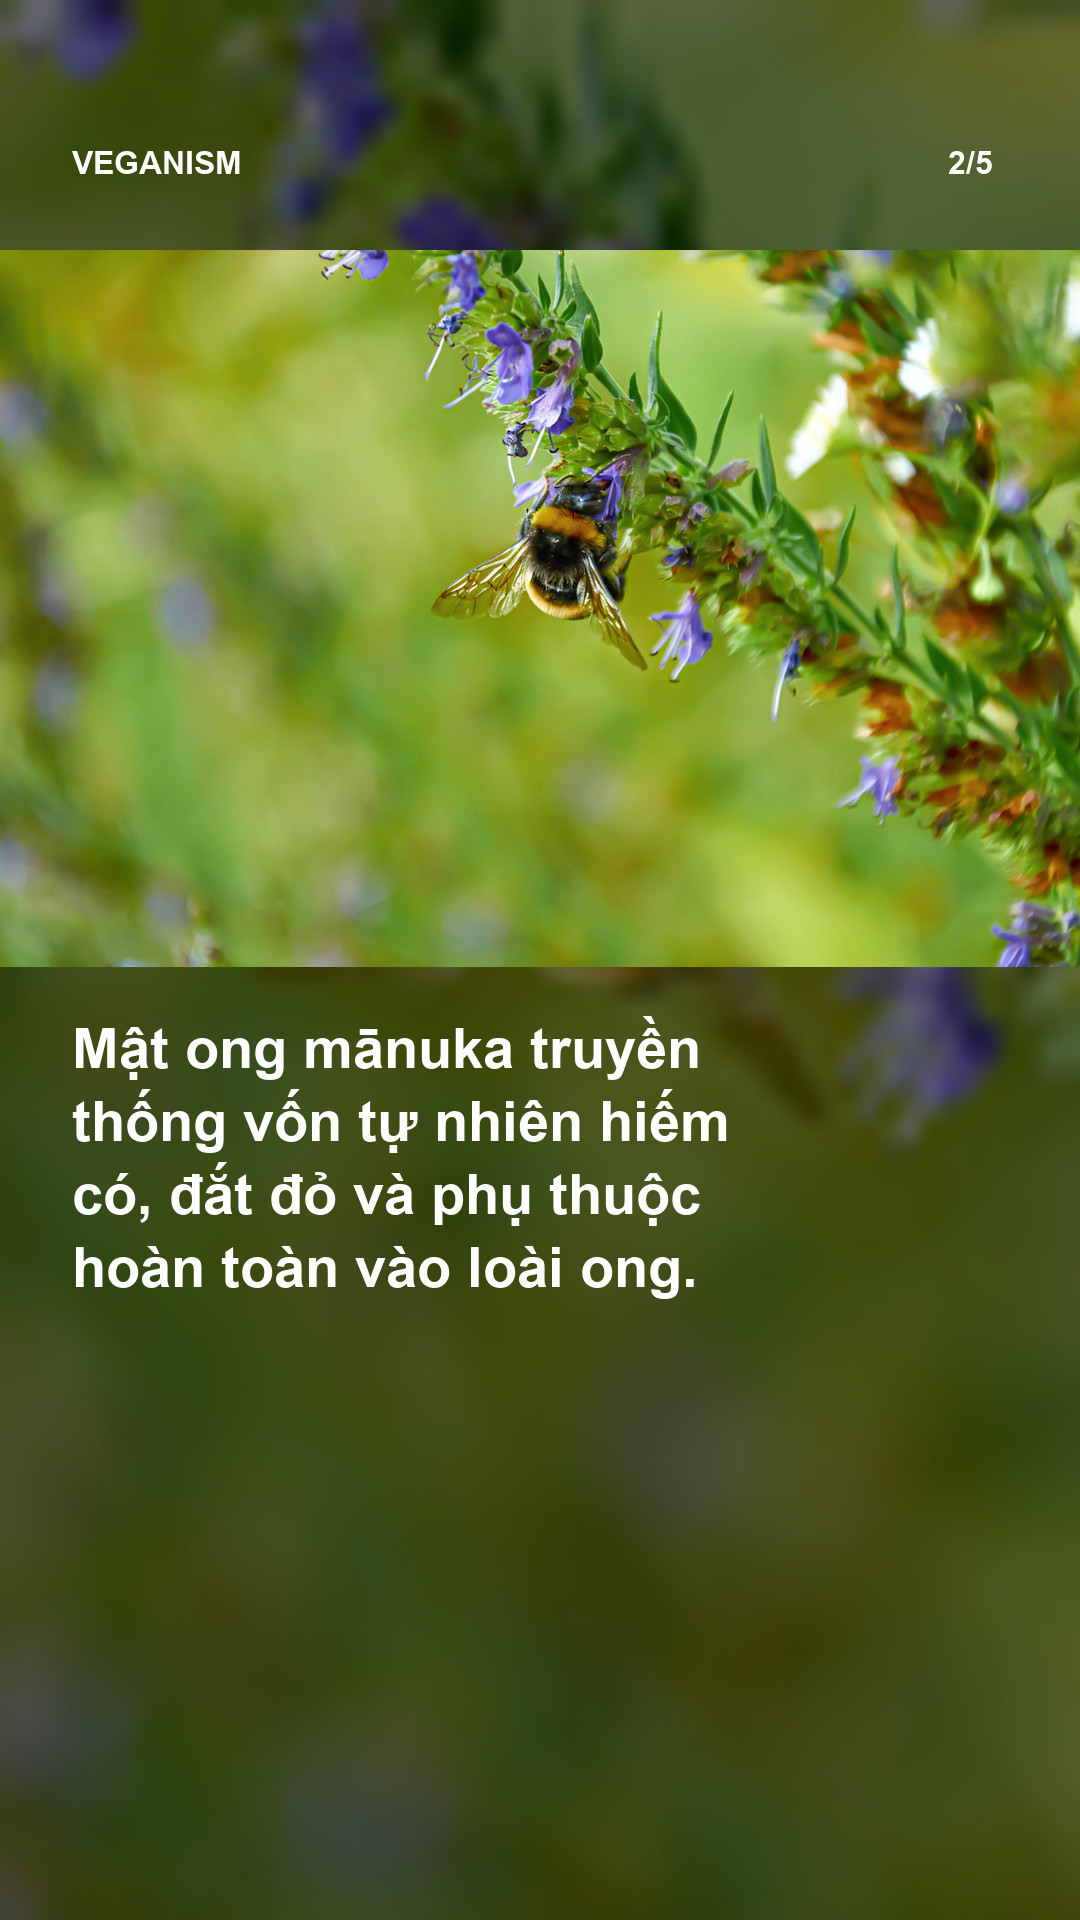 VEGANISM
2/5
Mật ong mānuka truyền
thống vốn tự nhiên hiếm
có, đắt đỏ và phụ thuộc
hoàn toàn vào loài ong.